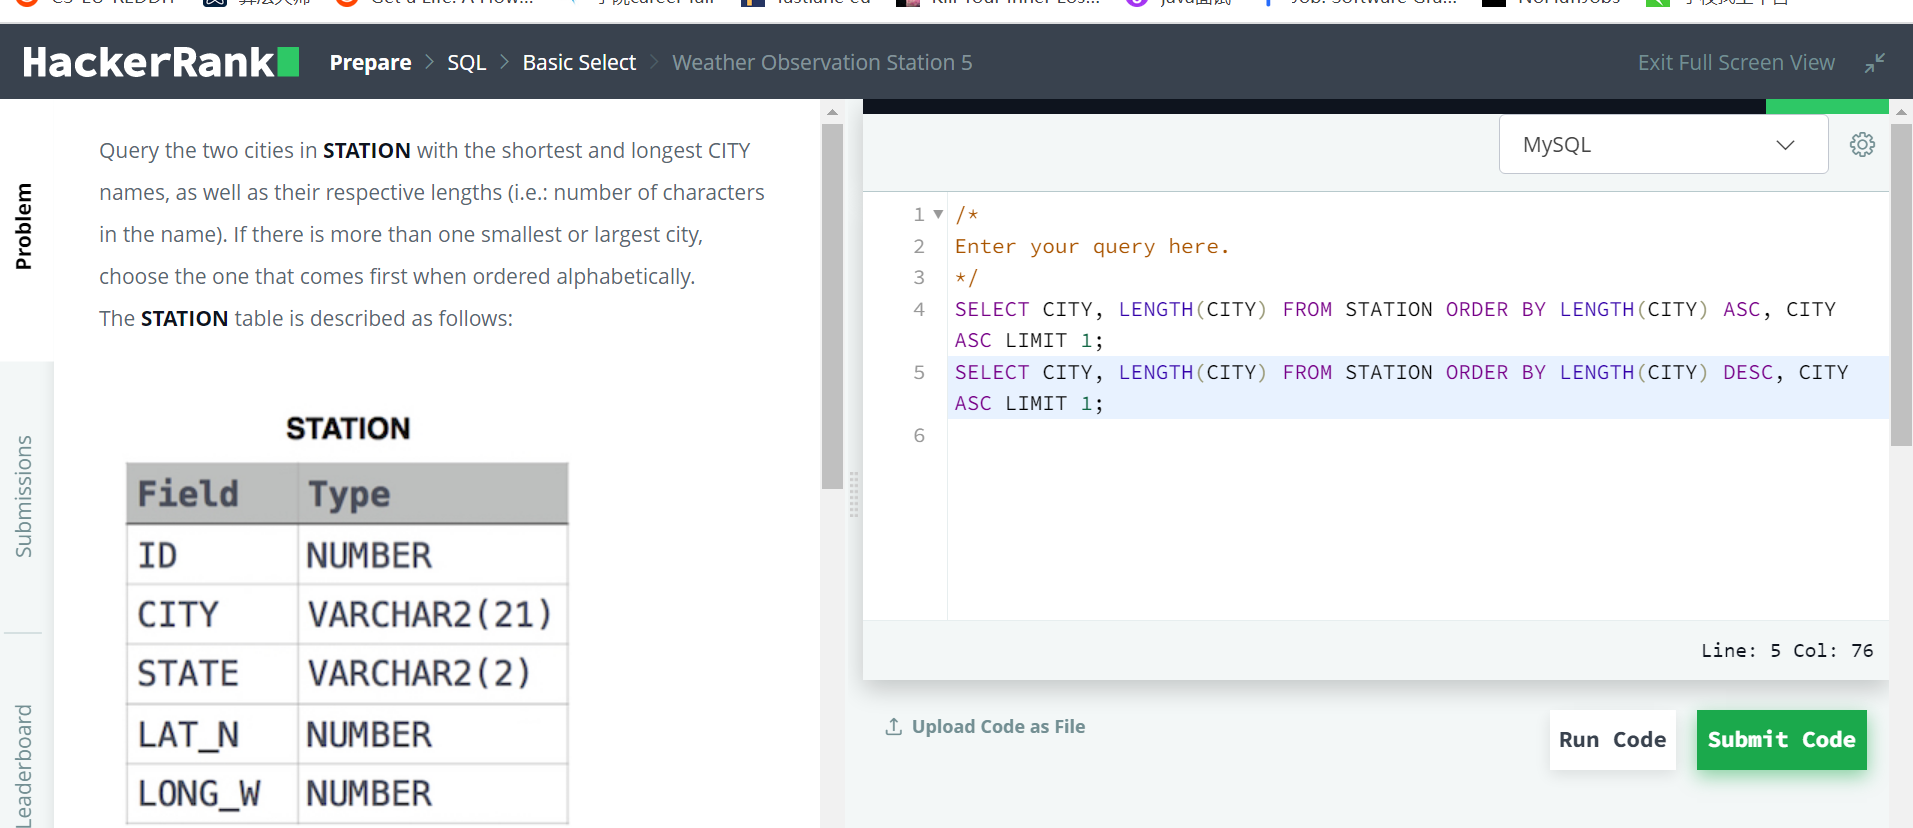 HackerRank Prepare > SQL > Basic Select > Weather Observation Station 5 Exit Full Screen View
Problem
Submissions
Leaderboard
Query the two cities in STATION with the shortest and longest CITY
names, as well as their respective lengths (i.e.: number of characters
in the name). If there is more than one smallest or largest city,
choose the one that comes first when ordered alphabetically.
The STATION table is described as follows:
STATION
Field Type
ID NUMBER
CITY VARCHAR2(21)
STATE VARCHAR2(2)
LAT_N NUMBER
LONG_W NUMBER
MySQL
1 /*
2 Enter your query here.
3 */
4 SELECT CITY, LENGTH(CITY) FROM STATION ORDER BY LENGTH(CITY) ASC, CITY
ASC LIMIT 1;
5 SELECT CITY, LENGTH(CITY) FROM STATION ORDER BY LENGTH(CITY) DESC, CITY
ASC LIMIT 1;
6
Line: 5 Col: 76
Upload Code as File
Run Code
Submit Code